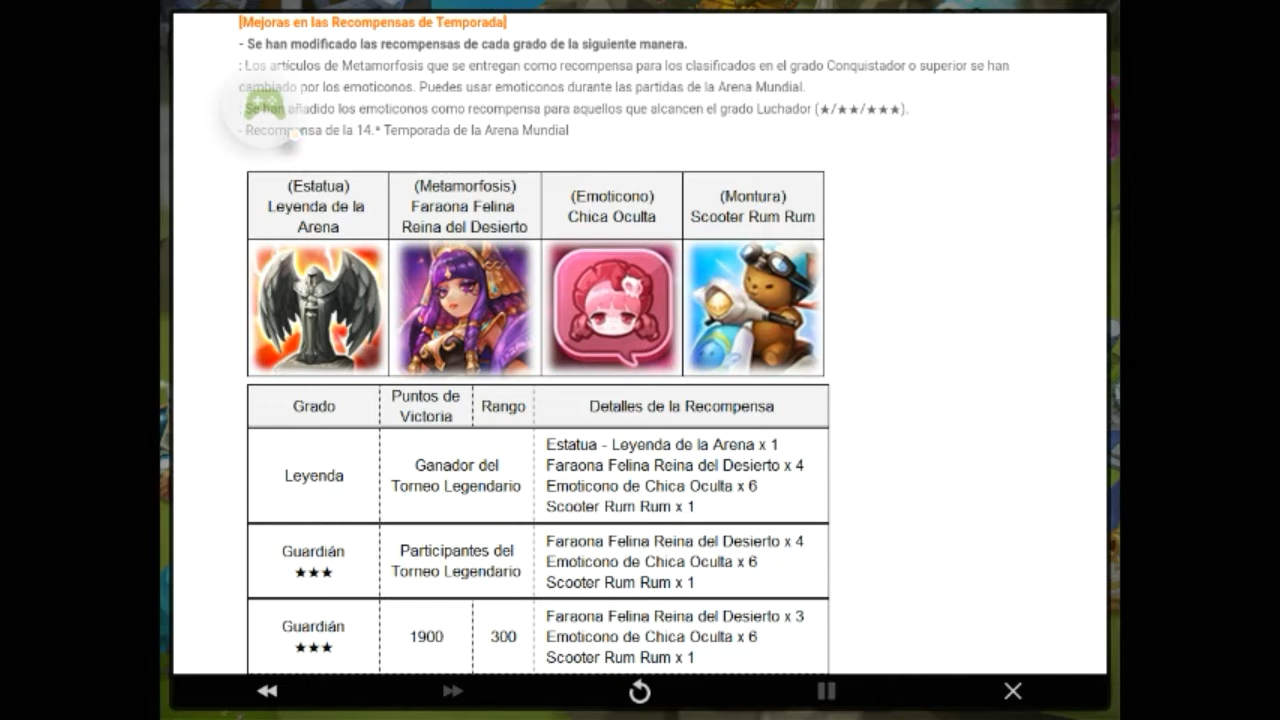 [Mejoras en las Recompensas de Temporada]
- Se han modificado las recompensas de cada grado de la siguiente manera.
: Los artículos de Metamorfosis que se entregan como recompensa para los clasificados en el grado Conquistador o superior se han
cambiado por los emoticonos. Puedes usar emoticonos durante las partidas de la Arena Mundial.
: Se han añadido los emoticonos como recompensa para aquellos que alcancen el grado Luchador (★/★★/★★★).
- Recompensa de la 14.ª Temporada de la Arena Mundial
(Estatua)
Leyenda de la
Arena
(Metamorfosis)
Faraona Felina
Reina del Desierto
(Emoticono)
Chica Oculta
(Montura)
Scooter Rum Rum
Grado
Puntos de
Victoria
Rango
Detalles de la Recompensa
Leyenda
Ganador del
Torneo Legendario
Estatua - Leyenda de la Arena x 1
Faraona Felina Reina del Desierto x 4
Emoticono de Chica Oculta x 6
Scooter Rum Rum x 1
Guardián
★★★
Participantes del
Torneo Legendario
Faraona Felina Reina del Desierto x 4
Emoticono de Chica Oculta x 6
Scooter Rum Rum x 1
Guardián
★★★
1900
300
Faraona Felina Reina del Desierto x 3
Emoticono de Chica Oculta x 6
Scooter Rum Rum x 1